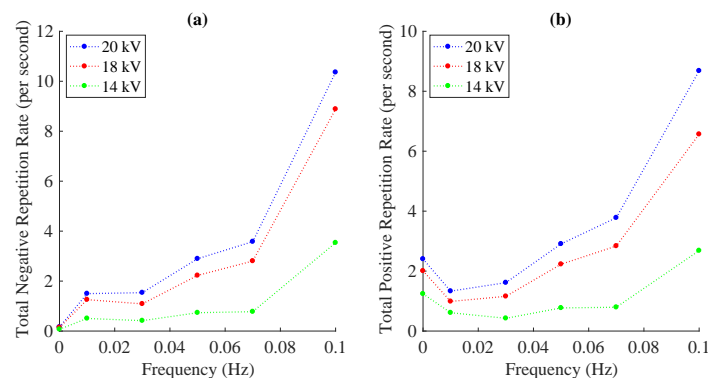 (a)
Total Negative Repetition Rate (per second)
12
10
8
6
4
2
0
20 kV
18 kV
14 kV
0
0.02
0.04
0.06
0.08
0.1
Frequency (Hz)
(b)
Total Positive Repetition Rate (per second)
10
8
6
4
2
0
20 kV
18 kV
14 kV
0
0.02
0.04
0.06
0.08
0.1
Frequency (Hz)